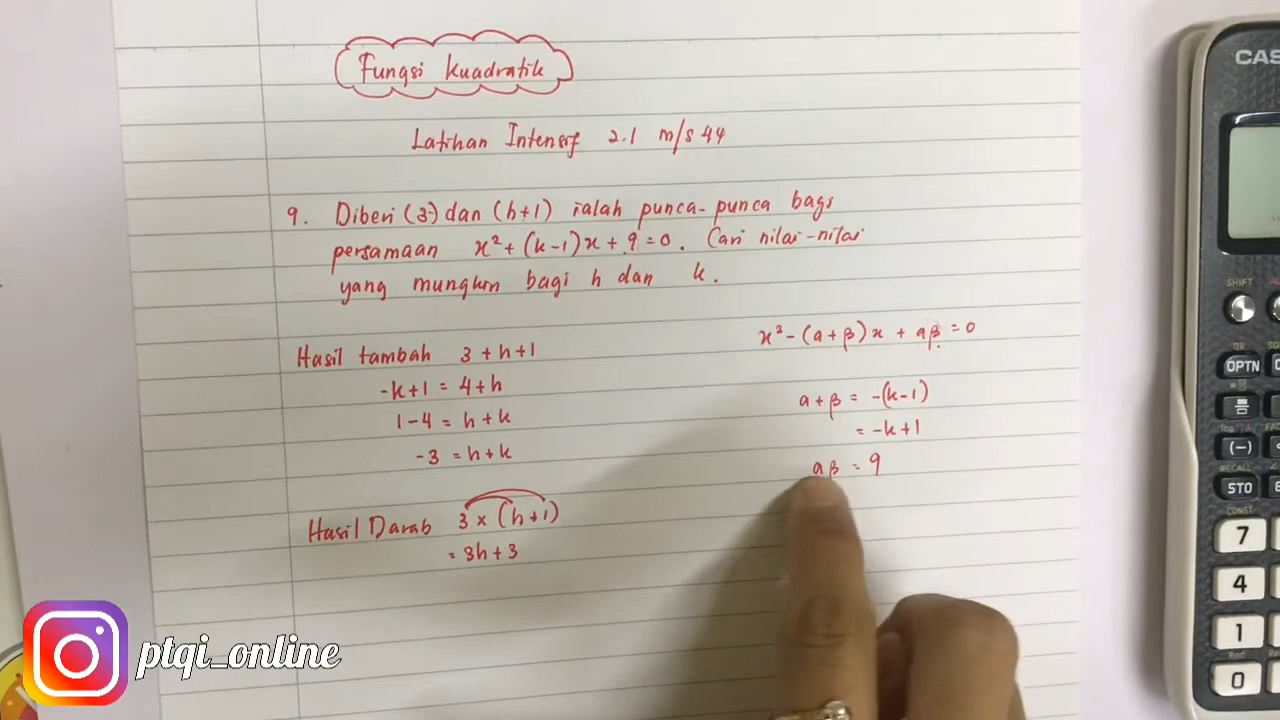 Fungsi Kuadratik
Latihan Intensif 2.1 m/s 44
9. Diberi (3) dan (h+1) ialah punca-punca bagi
persamaan x² + (k-1)x + 9 = 0. Cari nilai-nilai
yang mungkin bagi h dan k.
Hasil tambah 3 + h + 1
-k+1 = 4+h
1-4 = h+k
-3 = h+k
Hasil Darab 3 x (h+1)
= 3h + 3
x² - (a+β)x + aβ = 0
a+β = -(k-1)
= -k+1
aβ = 9
ptqi_online
CAS
SHIFT
OPTN
(-)
RECALL
STO
7
4
1
0